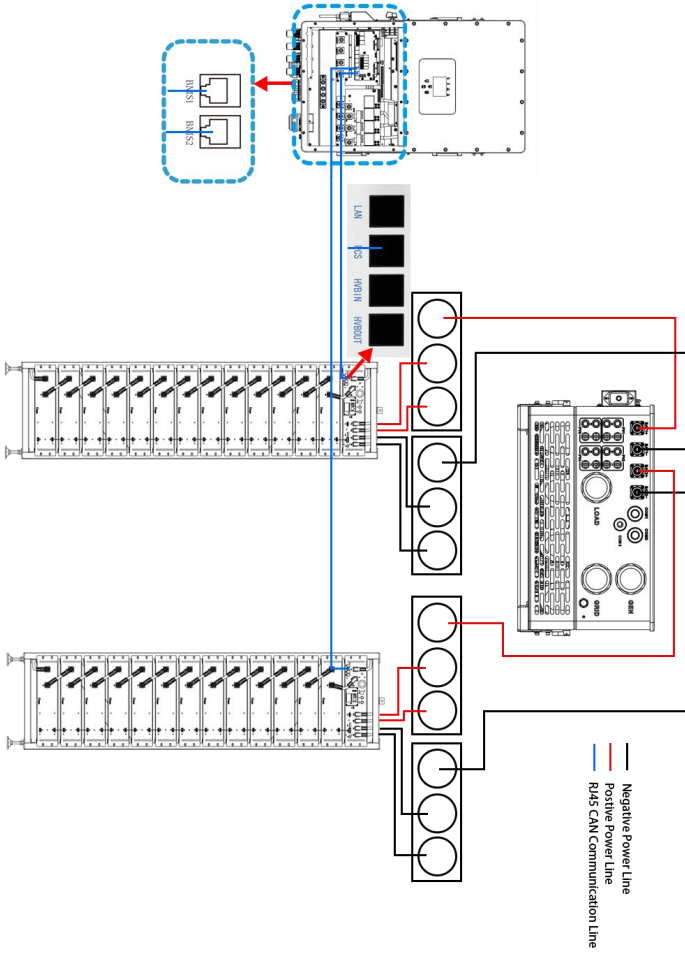 BMS1
BMS2
LAN
PCS
HVBIN
HVBOUT
LOAD
GRID
GEN
Negative Power Line
Postive Power Line
RJ45 CAN Communication Line